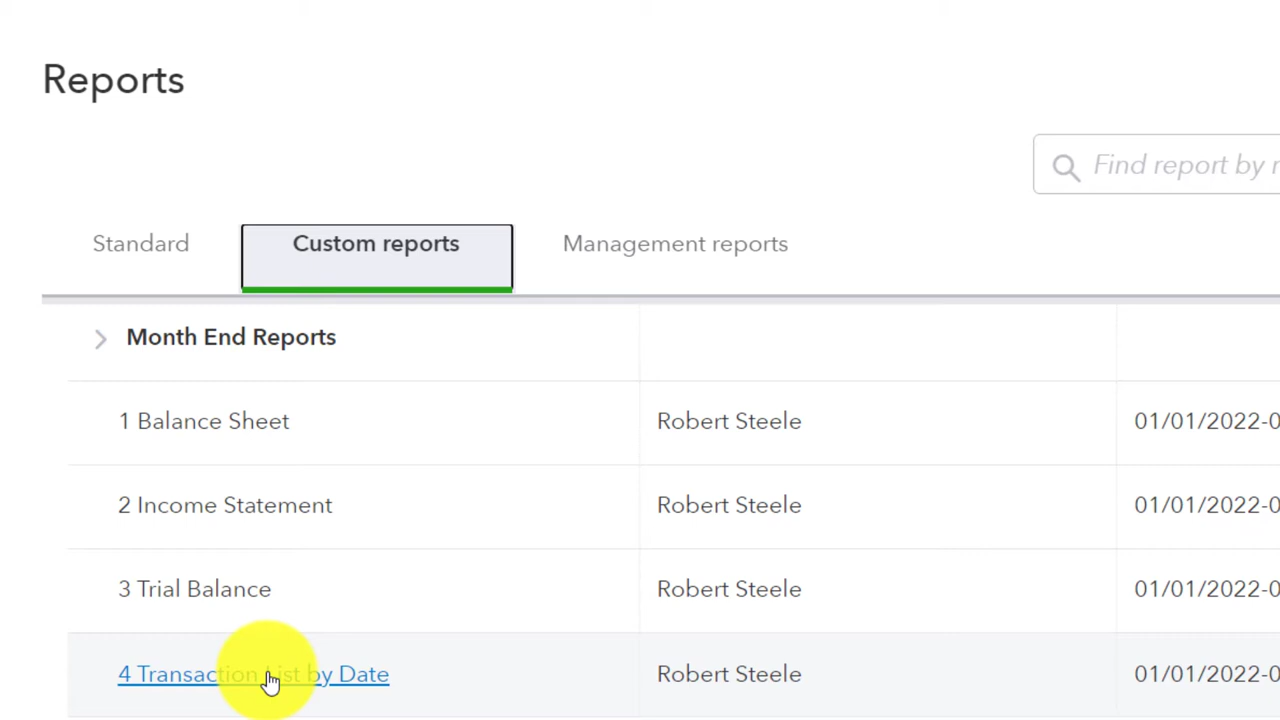 Reports
Find report by
Standard
Custom reports
Management reports
Month End Reports
1 Balance Sheet
Robert Steele
01/01/2022-0
2 Income Statement
Robert Steele
01/01/2022-0
3 Trial Balance
Robert Steele
01/01/2022-0
4 Transaction List by Date
Robert Steele
01/01/2022-0